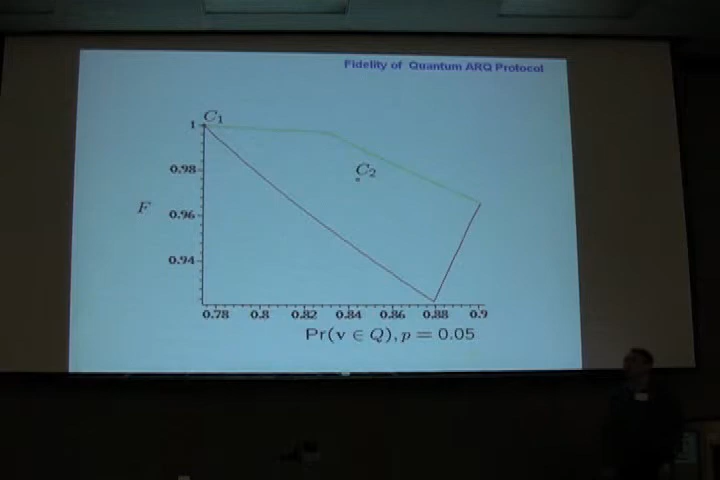 Fidelity of Quantum ARQ Protocol
C1
1
0.98
C2
F
0.96
0.94
0.78 0.8 0.82 0.84 0.86 0.88 0.9
Pr(v ∈ Q), p = 0.05